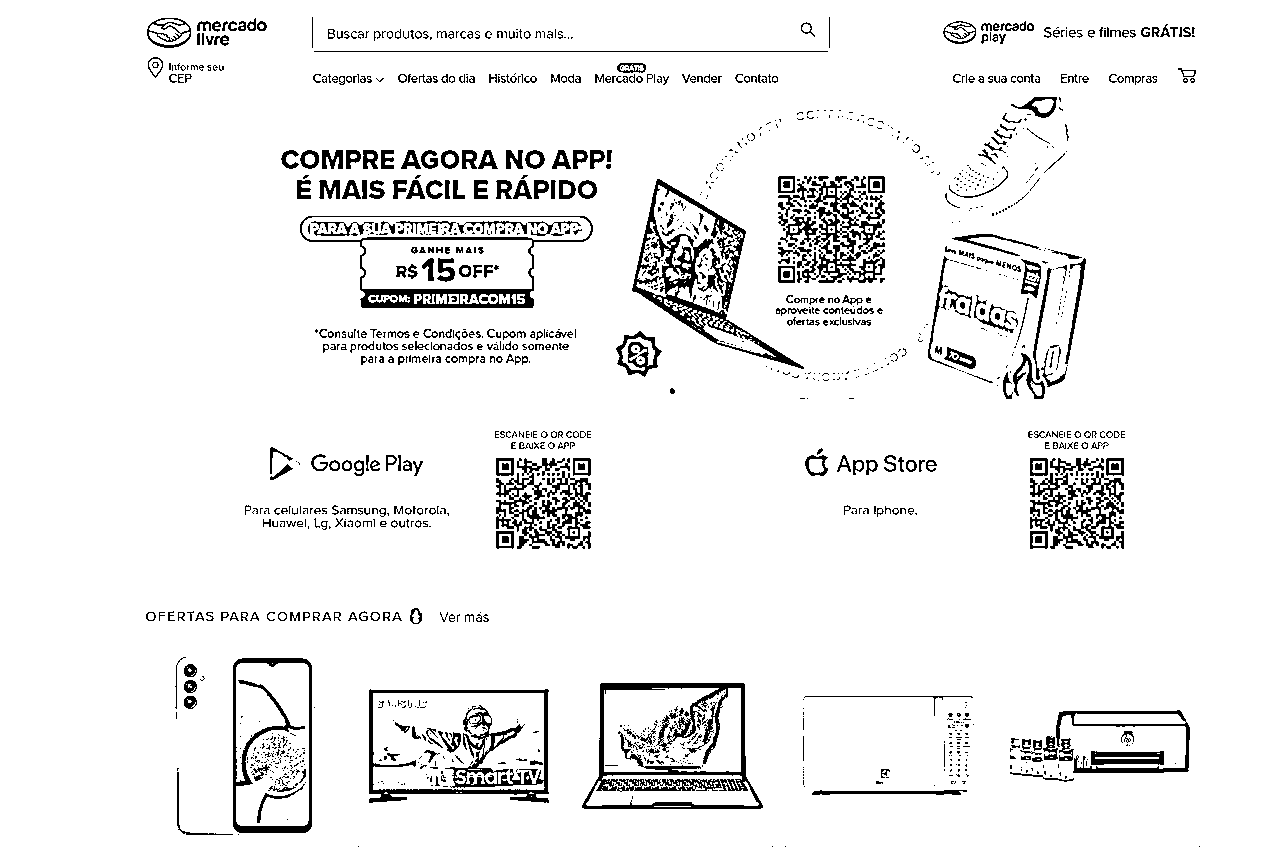 mercado
livre
Buscar produtos, marcas e muito mais...
mercado
play
Séries e filmes GRÁTIS!
Informe seu
CEP
Categorias
Ofertas do dia
Histórico
Moda
GRÁTIS
Mercado Play
Vender
Contato
Crie a sua conta
Entre
Compras
COMPRE AGORA NO APP!
É MAIS FÁCIL E RÁPIDO
PARA A SUA PRIMEIRA COMPRA NO APP
GANHE MAIS
R$ 15 OFF*
CUPOM: PRIMEIRACOM15
*Consulte Termos e Condições. Cupom aplicável
para produtos selecionados e válido somente
para a primeira compra no App.
Compre no App e
aproveite conteúdos e
ofertas exclusivas
MAIS pague MENOS
fraldas
M
Google Play
Para celulares Samsung, Motorola,
Huawei, Lg, Xiaomi e outros.
ESCANEIE O QR CODE
E BAIXE O APP
App Store
Para Iphone.
ESCANEIE O QR CODE
E BAIXE O APP
OFERTAS PARA COMPRAR AGORA
Ver más
Smart TV